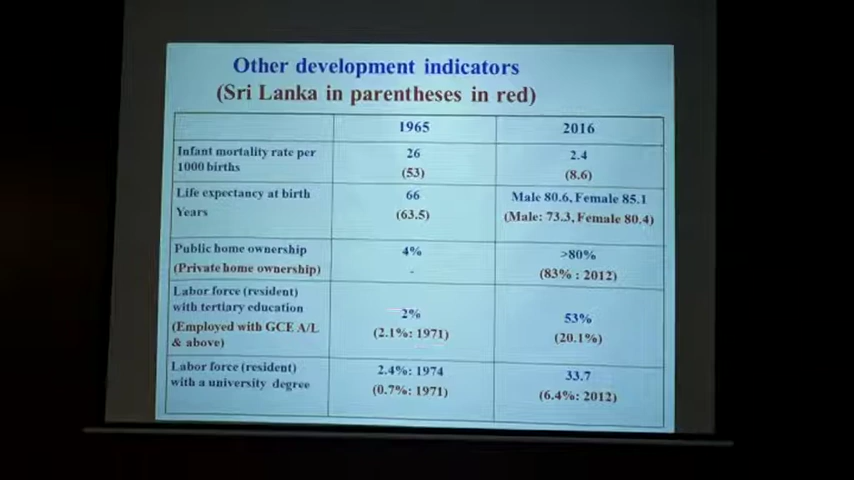 Other development indicators
(Sri Lanka in parentheses in red)
1965 2016
Infant mortality rate per 26 2.4
1000 births (53) (8.6)
Life expectancy at birth 66 Male 80.6, Female 85.1
Years (63.5) (Male: 73.3, Female 80.4)
Public home ownership 4% >80%
(Private home ownership) - (83% : 2012)
Labor force (resident)
with tertiary education 2% 53%
(Employed with GCE A/L (2.1%: 1971) (20.1%)
& above)
Labor force (resident) 2.4%: 1974 33.7
with a university degree (0.7%: 1971) (6.4%: 2012)